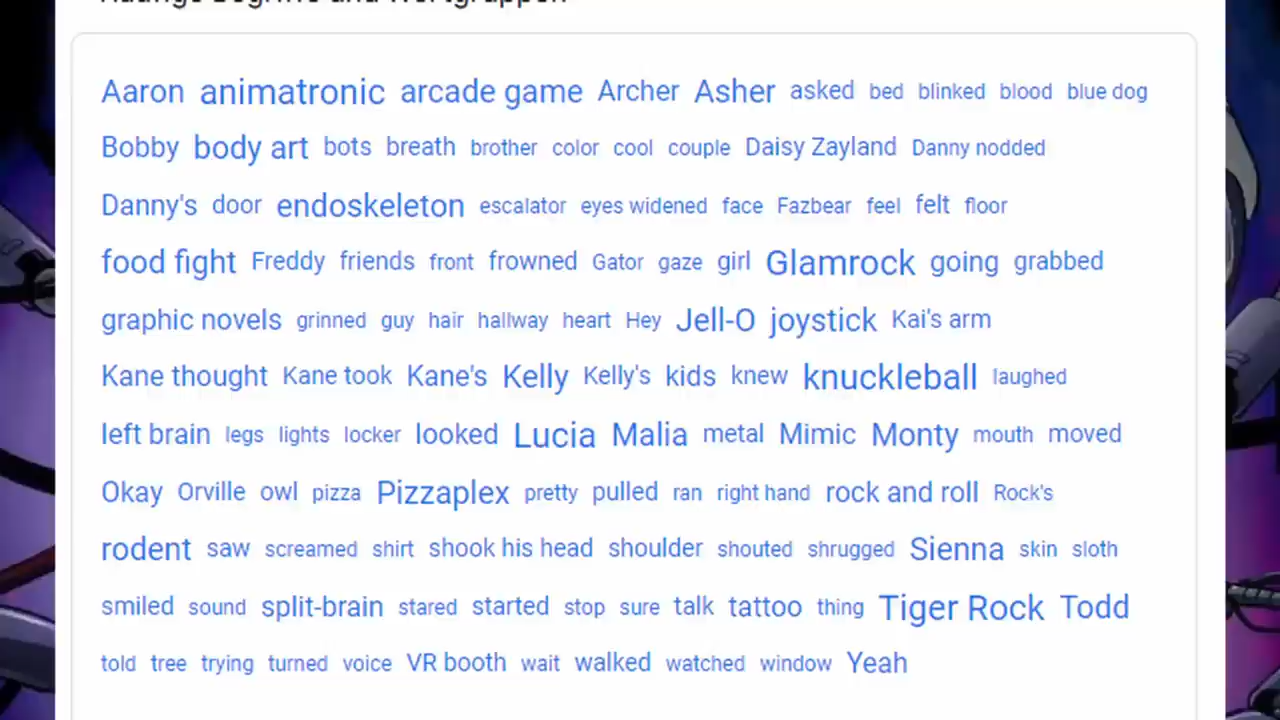 Häufige Begriffe und Wortgruppen
Aaron animatronic arcade game Archer Asher asked bed blinked blood blue dog
Bobby body art bots breath brother color cool couple Daisy Zayland Danny nodded
Danny's door endoskeleton escalator eyes widened face Fazbear feel felt floor
food fight Freddy friends front frowned Gator gaze girl Glamrock going grabbed
graphic novels grinned guy hair hallway heart Hey Jell-O joystick Kai's arm
Kane thought Kane took Kane's Kelly Kelly's kids knew knuckleball laughed
left brain legs lights locker looked Lucia Malia metal Mimic Monty mouth moved
Okay Orville owl pizza Pizzaplex pretty pulled ran right hand rock and roll Rock's
rodent saw screamed shirt shook his head shoulder shouted shrugged Sienna skin sloth
smiled sound split-brain stared started stop sure talk tattoo thing Tiger Rock Todd
told tree trying turned voice VR booth wait walked watched window Yeah